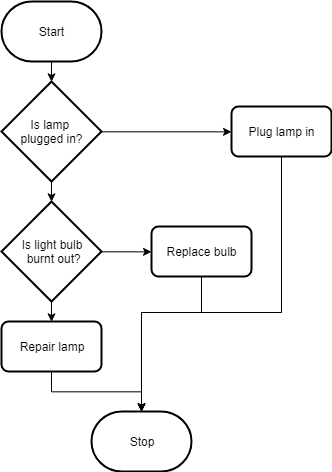 Start
Is lamp
plugged in?
Plug lamp in
Is light bulb
burnt out?
Replace bulb
Repair lamp
Stop